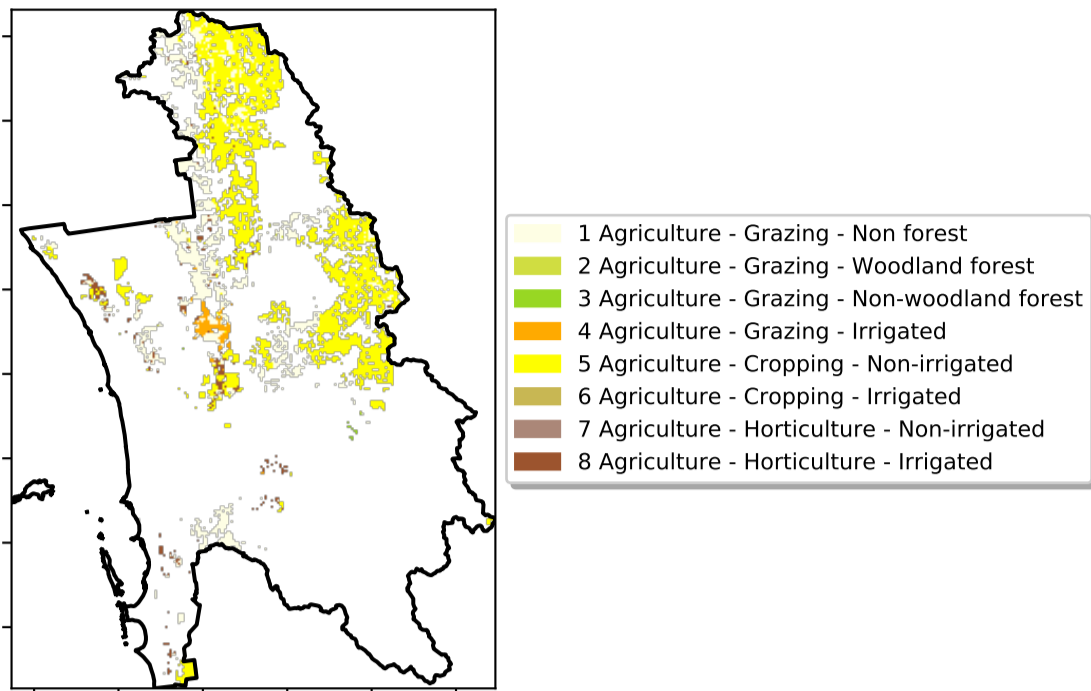 1 Agriculture - Grazing - Non forest
2 Agriculture - Grazing - Woodland forest
3 Agriculture - Grazing - Non-woodland forest
4 Agriculture - Grazing - Irrigated
5 Agriculture - Cropping - Non-irrigated
6 Agriculture - Cropping - Irrigated
7 Agriculture - Horticulture - Non-irrigated
8 Agriculture - Horticulture - Irrigated